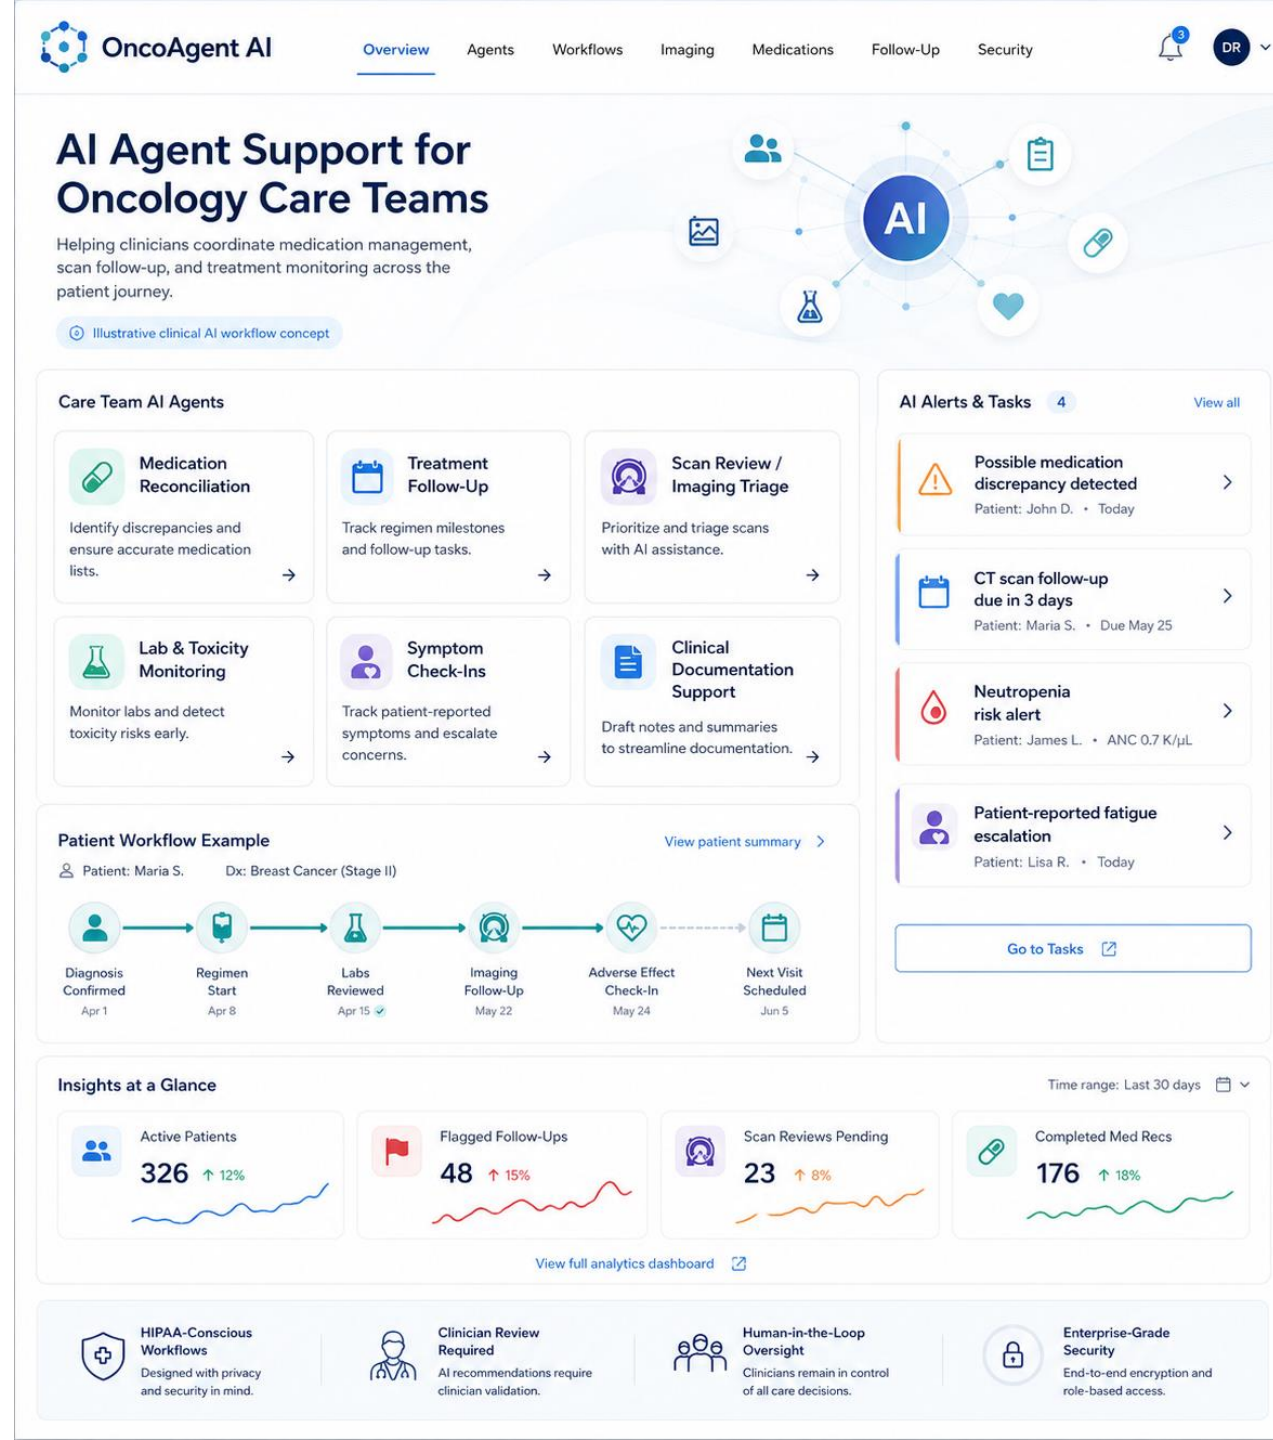 OncoAgent AI
Overview
Agents
Workflows
Imaging
Medications
Follow-Up
Security
3
DR
AI Agent Support for
Oncology Care Teams
Helping clinicians coordinate medication management,
scan follow-up, and treatment monitoring across the
patient journey.
Illustrative clinical AI workflow concept
AI
Care Team AI Agents
Medication
Reconciliation
Identify discrepancies and
ensure accurate medication
lists.
Treatment
Follow-Up
Track regimen milestones
and follow-up tasks.
Scan Review /
Imaging Triage
Prioritize and triage scans
with AI assistance.
Lab & Toxicity
Monitoring
Monitor labs and detect
toxicity risks early.
Symptom
Check-Ins
Track patient-reported
symptoms and escalate
concerns.
Clinical
Documentation
Support
Draft notes and summaries
to streamline documentation.
AI Alerts & Tasks
4
View all
Possible medication
discrepancy detected
Patient: John D. • Today
CT scan follow-up
due in 3 days
Patient: Maria S. • Due May 25
Neutropenia
risk alert
Patient: James L. • ANC 0.7 K/µL
Patient-reported fatigue
escalation
Patient: Lisa R. • Today
Go to Tasks
Patient Workflow Example
View patient summary
Patient: Maria S.
Dx: Breast Cancer (Stage II)
Diagnosis
Confirmed
Apr 1
Regimen
Start
Apr 8
Labs
Reviewed
Apr 15
Imaging
Follow-Up
May 22
Adverse Effect
Check-In
May 24
Next Visit
Scheduled
Jun 5
Insights at a Glance
Time range: Last 30 days
Active Patients
326 ↑ 12%
Flagged Follow-Ups
48 ↑ 15%
Scan Reviews Pending
23 ↑ 8%
Completed Med Recs
176 ↑ 18%
View full analytics dashboard
HIPAA-Conscious
Workflows
Designed with privacy
and security in mind.
Clinician Review
Required
AI recommendations require
clinician validation.
Human-in-the-Loop
Oversight
Clinicians remain in control
of all care decisions.
Enterprise-Grade
Security
End-to-end encryption and
role-based access.